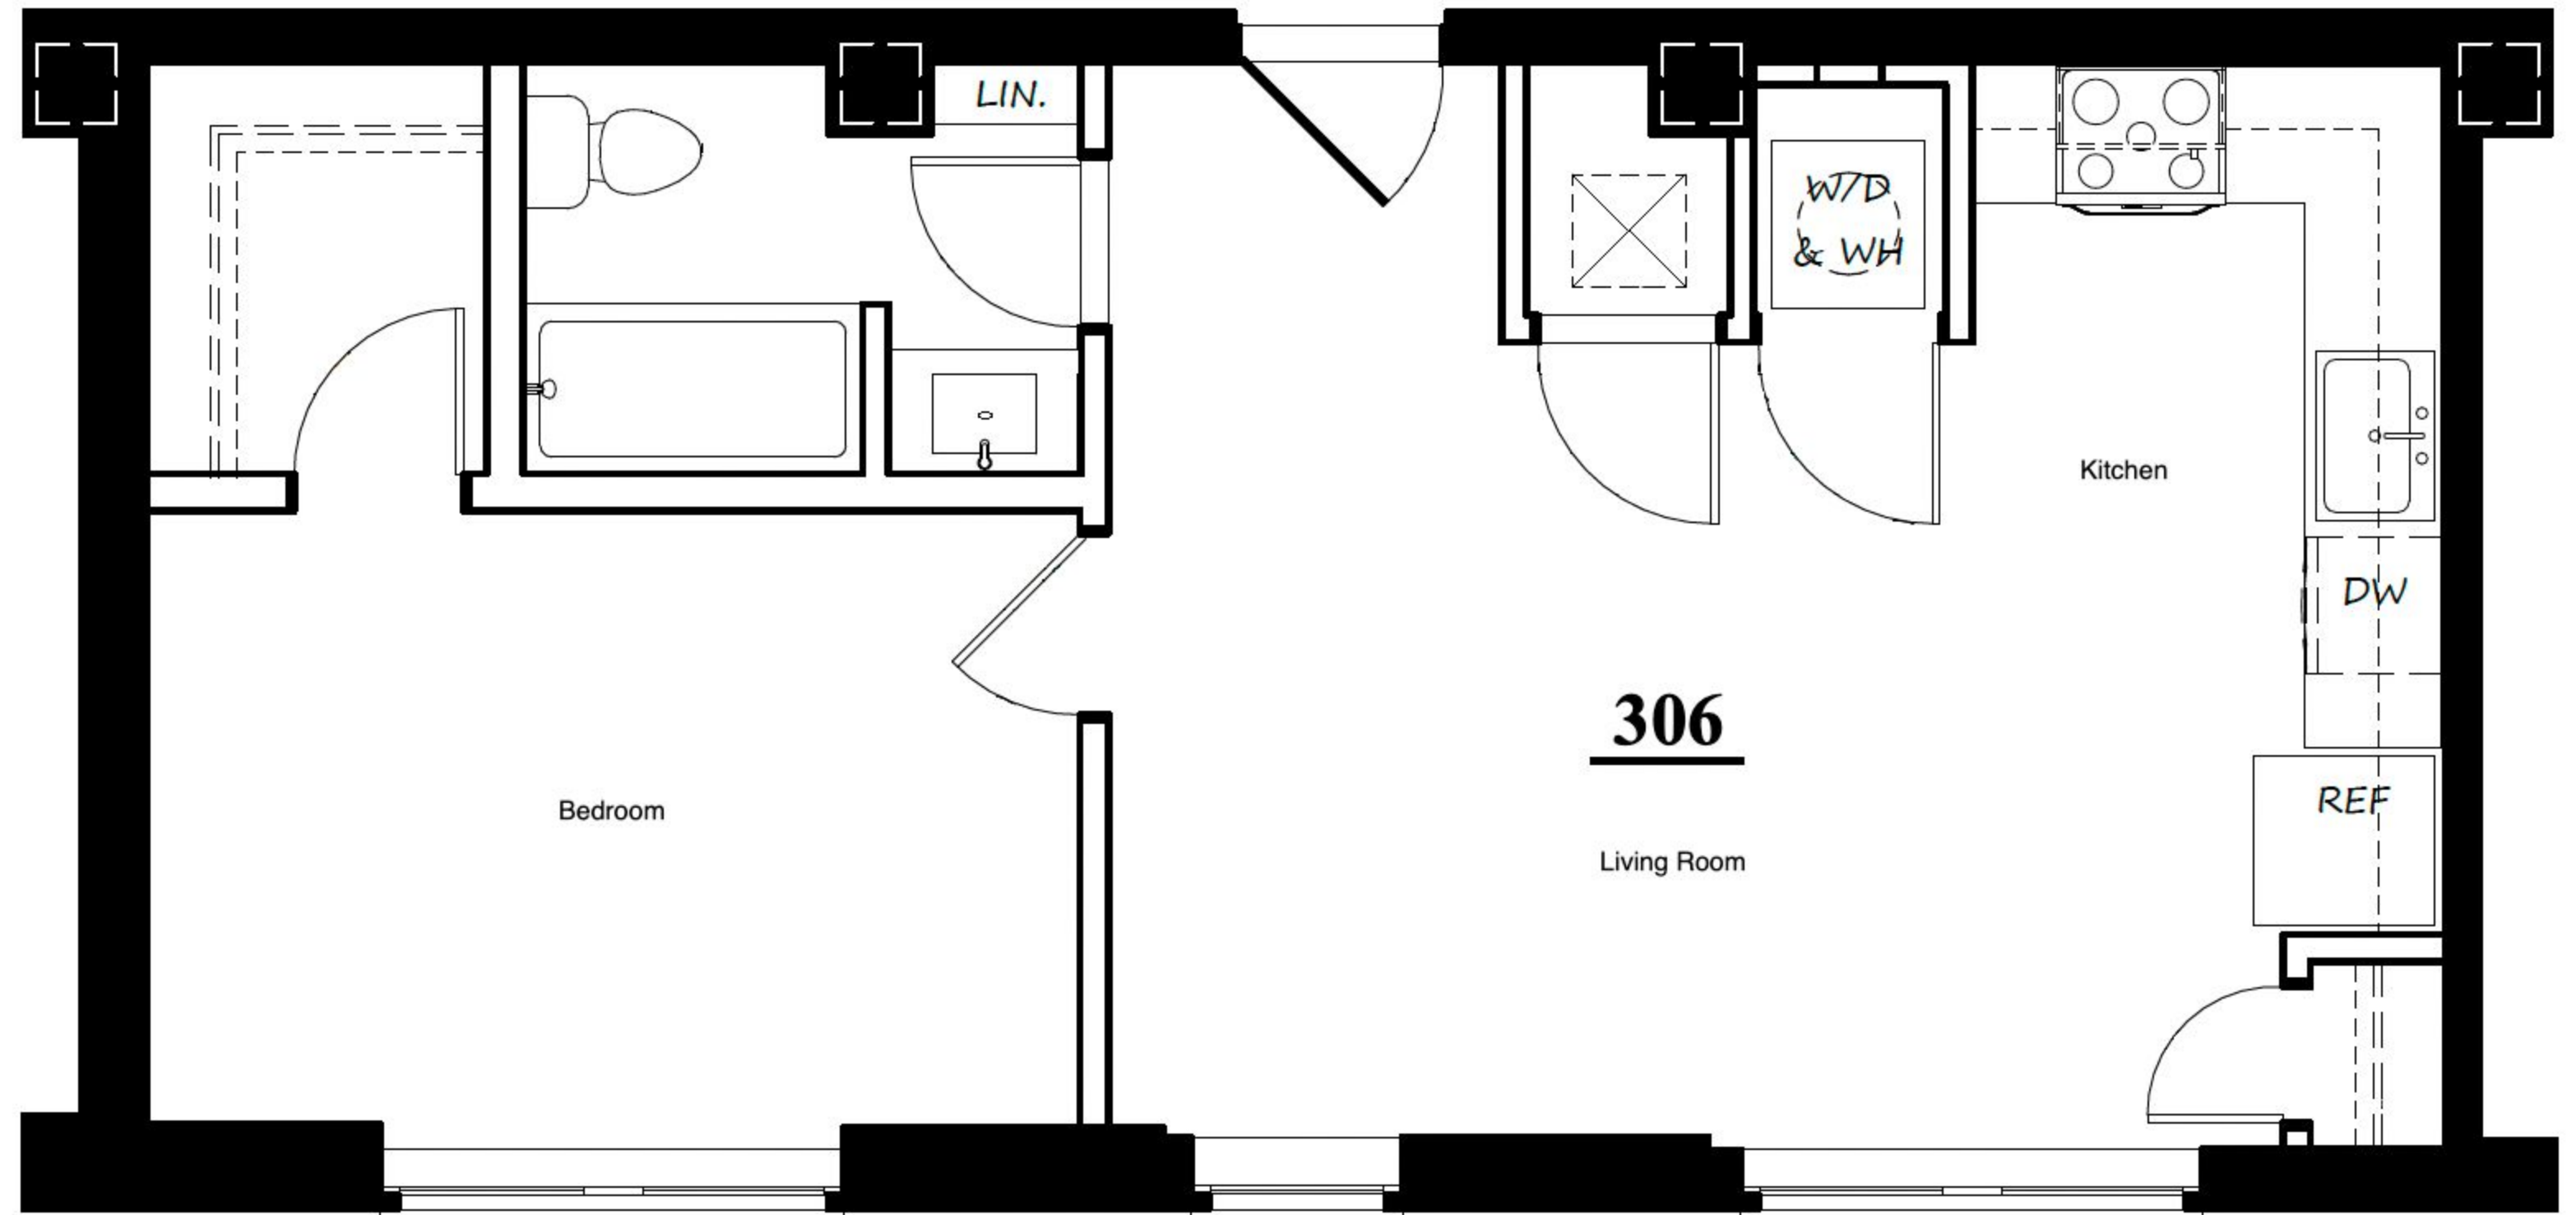 LIN.
W/D
& WH
Kitchen
DW
306
REF
Bedroom
Living Room